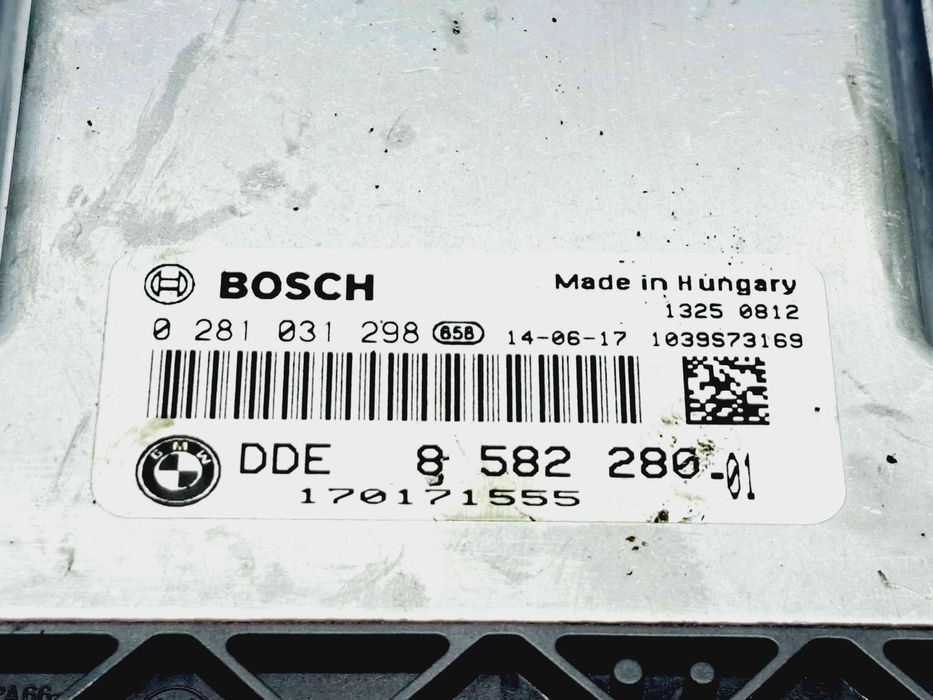 BOSCH
Made in Hungary
1325 0812
0 281 031 298 658 14-06-17 1039S73169
BMW
DDE 8 582 280-01
170171555